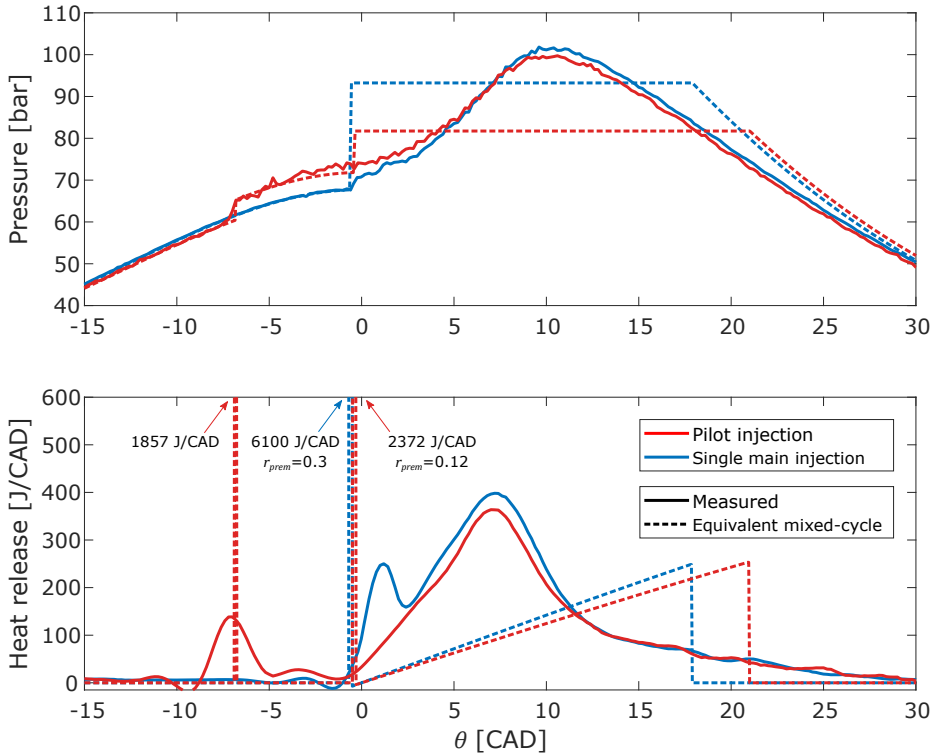 110
100
90
80
70
60
50
40
Pressure [bar]
-15 -10 -5 0 5 10 15 20 25 30
600
500
400
300
200
100
0
Heat release [J/CAD]
1857 J/CAD
6100 J/CAD
r_prem=0.3
2372 J/CAD
r_prem=0.12
Pilot injection
Single main injection
Measured
Equivalent mixed-cycle
-15 -10 -5 0 5 10 15 20 25 30
θ [CAD]